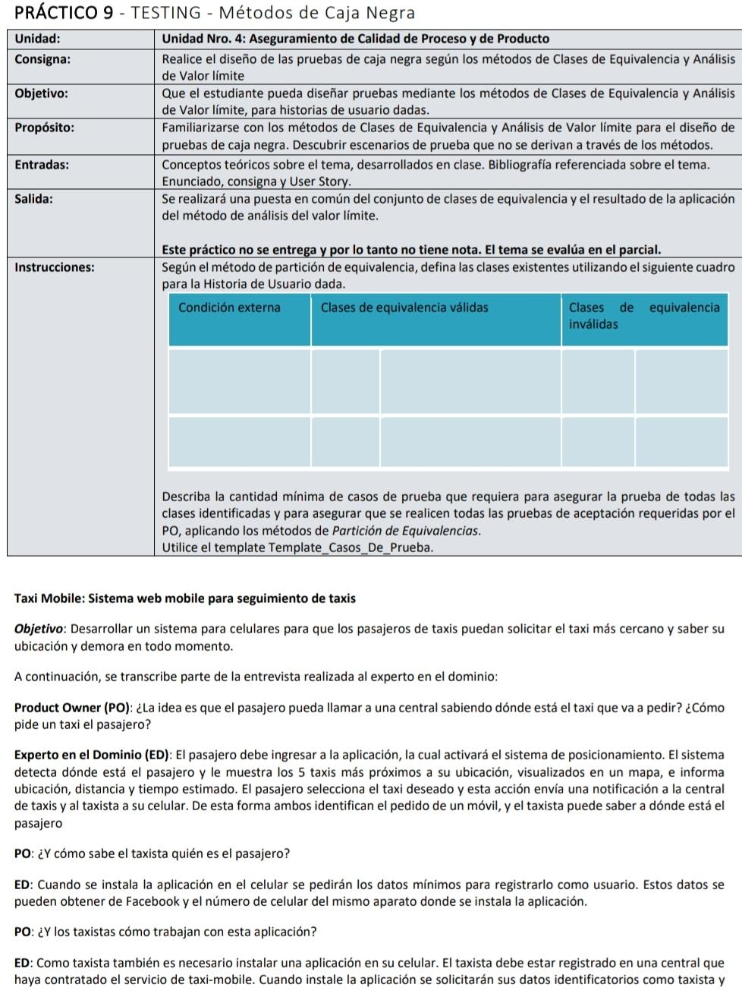 PRÁCTICO 9 - TESTING - Métodos de Caja Negra
Unidad:
Unidad Nro. 4: Aseguramiento de Calidad de Proceso y de Producto
Consigna:
Realice el diseño de las pruebas de caja negra según los métodos de Clases de Equivalencia y Análisis
de Valor límite
Objetivo:
Que el estudiante pueda diseñar pruebas mediante los métodos de Clases de Equivalencia y Análisis
de Valor límite, para historias de usuario dadas.
Propósito:
Familiarizarse con los métodos de Clases de Equivalencia y Análisis de Valor límite para el diseño de
pruebas de caja negra. Descubrir escenarios de prueba que no se derivan a través de los métodos.
Entradas:
Conceptos teóricos sobre el tema, desarrollados en clase. Bibliografía referenciada sobre el tema.
Enunciado, consigna y User Story.
Salida:
Se realizará una puesta en común del conjunto de clases de equivalencia y el resultado de la aplicación
del método de análisis del valor límite.
Este práctico no se entrega y por lo tanto no tiene nota. El tema se evalúa en el parcial.
Instrucciones:
Según el método de partición de equivalencia, defina las clases existentes utilizando el siguiente cuadro
para la Historia de Usuario dada.
Condición externa
Clases de equivalencia válidas
Clases de equivalencia
inválidas
Describa la cantidad mínima de casos de prueba que requiera para asegurar la prueba de todas las
clases identificadas y para asegurar que se realicen todas las pruebas de aceptación requeridas por el
PO, aplicando los métodos de Partición de Equivalencias.
Utilice el template Template_Casos_De_Prueba.
Taxi Mobile: Sistema web mobile para seguimiento de taxis
Objetivo: Desarrollar un sistema para celulares para que los pasajeros de taxis puedan solicitar el taxi más cercano y saber su
ubicación y demora en todo momento.
A continuación, se transcribe parte de la entrevista realizada al experto en el dominio:
Product Owner (PO): ¿La idea es que el pasajero pueda llamar a una central sabiendo dónde está el taxi que va a pedir? ¿Cómo
pide un taxi el pasajero?
Experto en el Dominio (ED): El pasajero debe ingresar a la aplicación, la cual activará el sistema de posicionamiento. El sistema
detecta dónde está el pasajero y le muestra los 5 taxis más próximos a su ubicación, visualizados en un mapa, e informa
ubicación, distancia y tiempo estimado. El pasajero selecciona el taxi deseado y esta acción envía una notificación a la central
de taxis y al taxista a su celular. De esta forma ambos identifican el pedido de un móvil, y el taxista puede saber a dónde está el
pasajero
PO: ¿Y cómo sabe el taxista quién es el pasajero?
ED: Cuando se instala la aplicación en el celular se pedirán los datos mínimos para registrarlo como usuario. Estos datos se
pueden obtener de Facebook y el número de celular del mismo aparato donde se instala la aplicación.
PO: ¿Y los taxistas cómo trabajan con esta aplicación?
ED: Como taxista también es necesario instalar una aplicación en su celular. El taxista debe estar registrado en una central que
haya contratado el servicio de taxi-mobile. Cuando instale la aplicación se solicitarán sus datos identificatorios como taxista y